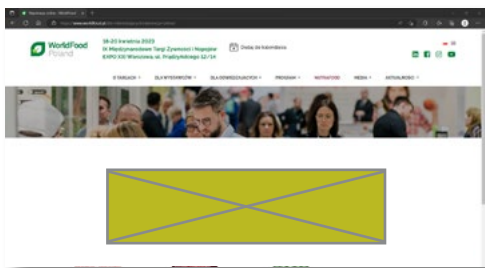 WorldFood
Poland
18-20 kwietnia 2023
IX Międzynarodowe Targi Żywności i Napojów
EXPO XXI Warszawa, ul. Prądzyńskiego 12/14
Dodaj do kalendarza
O TARGACH
DLA WYSTAWCÓW
DLA ODWIEDZAJĄCYCH
PROGRAM
MEDIA
AKTUALNOŚCI